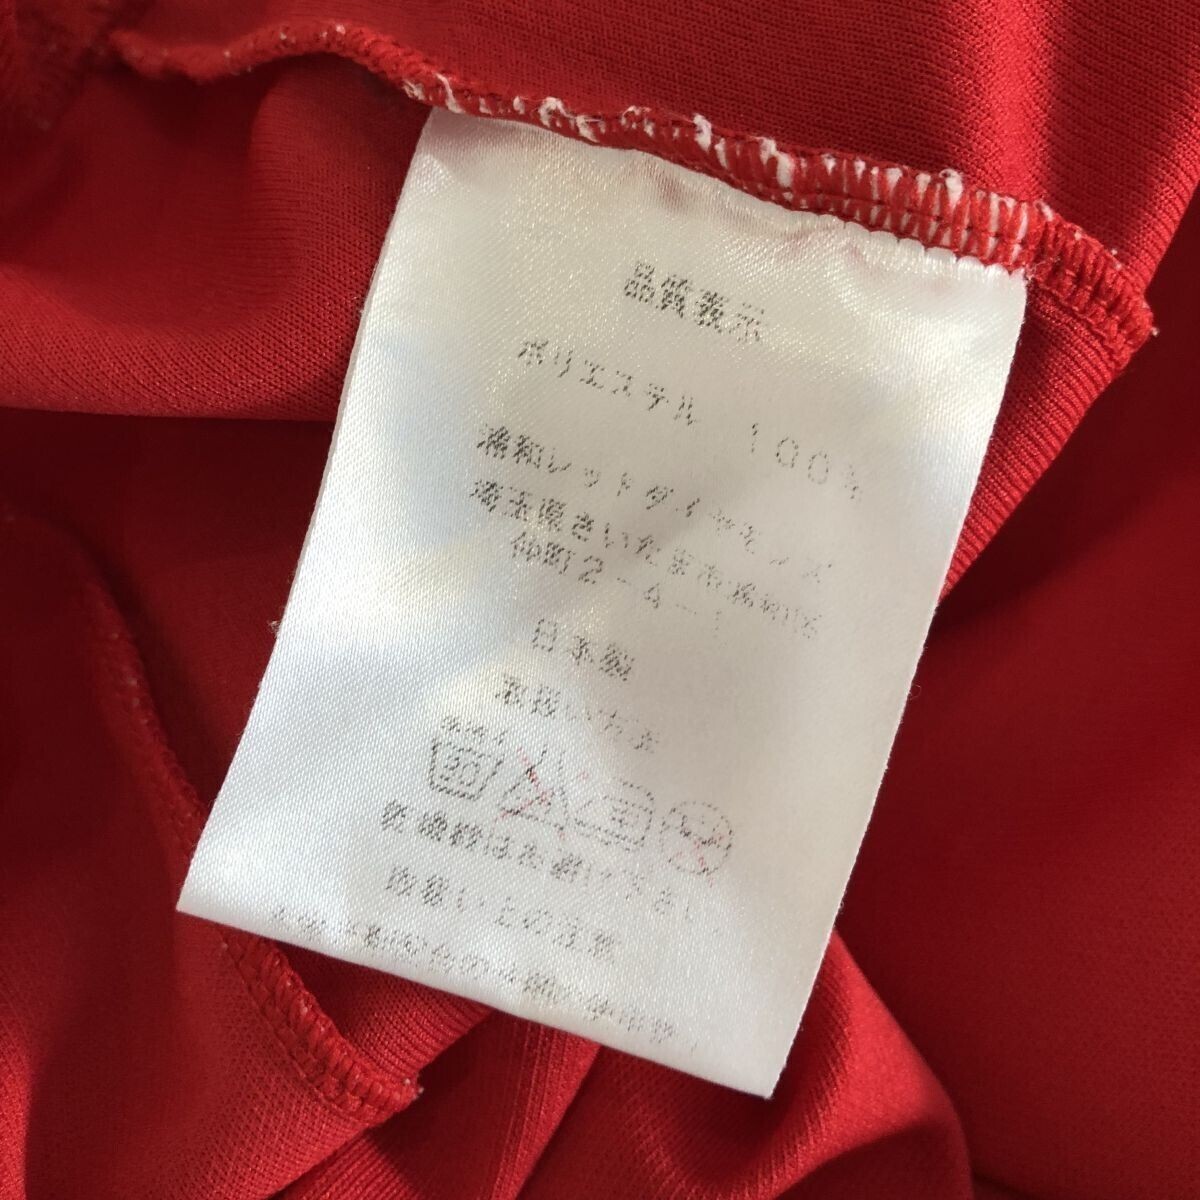 品質表示
ポリエステル 100%
浦和レッドダイヤモンズ
埼玉県さいたま市浦和区
仲町2-4-1
日本製
取扱い方法
30 中
乾燥機はお避け下さい
取扱い上の注意